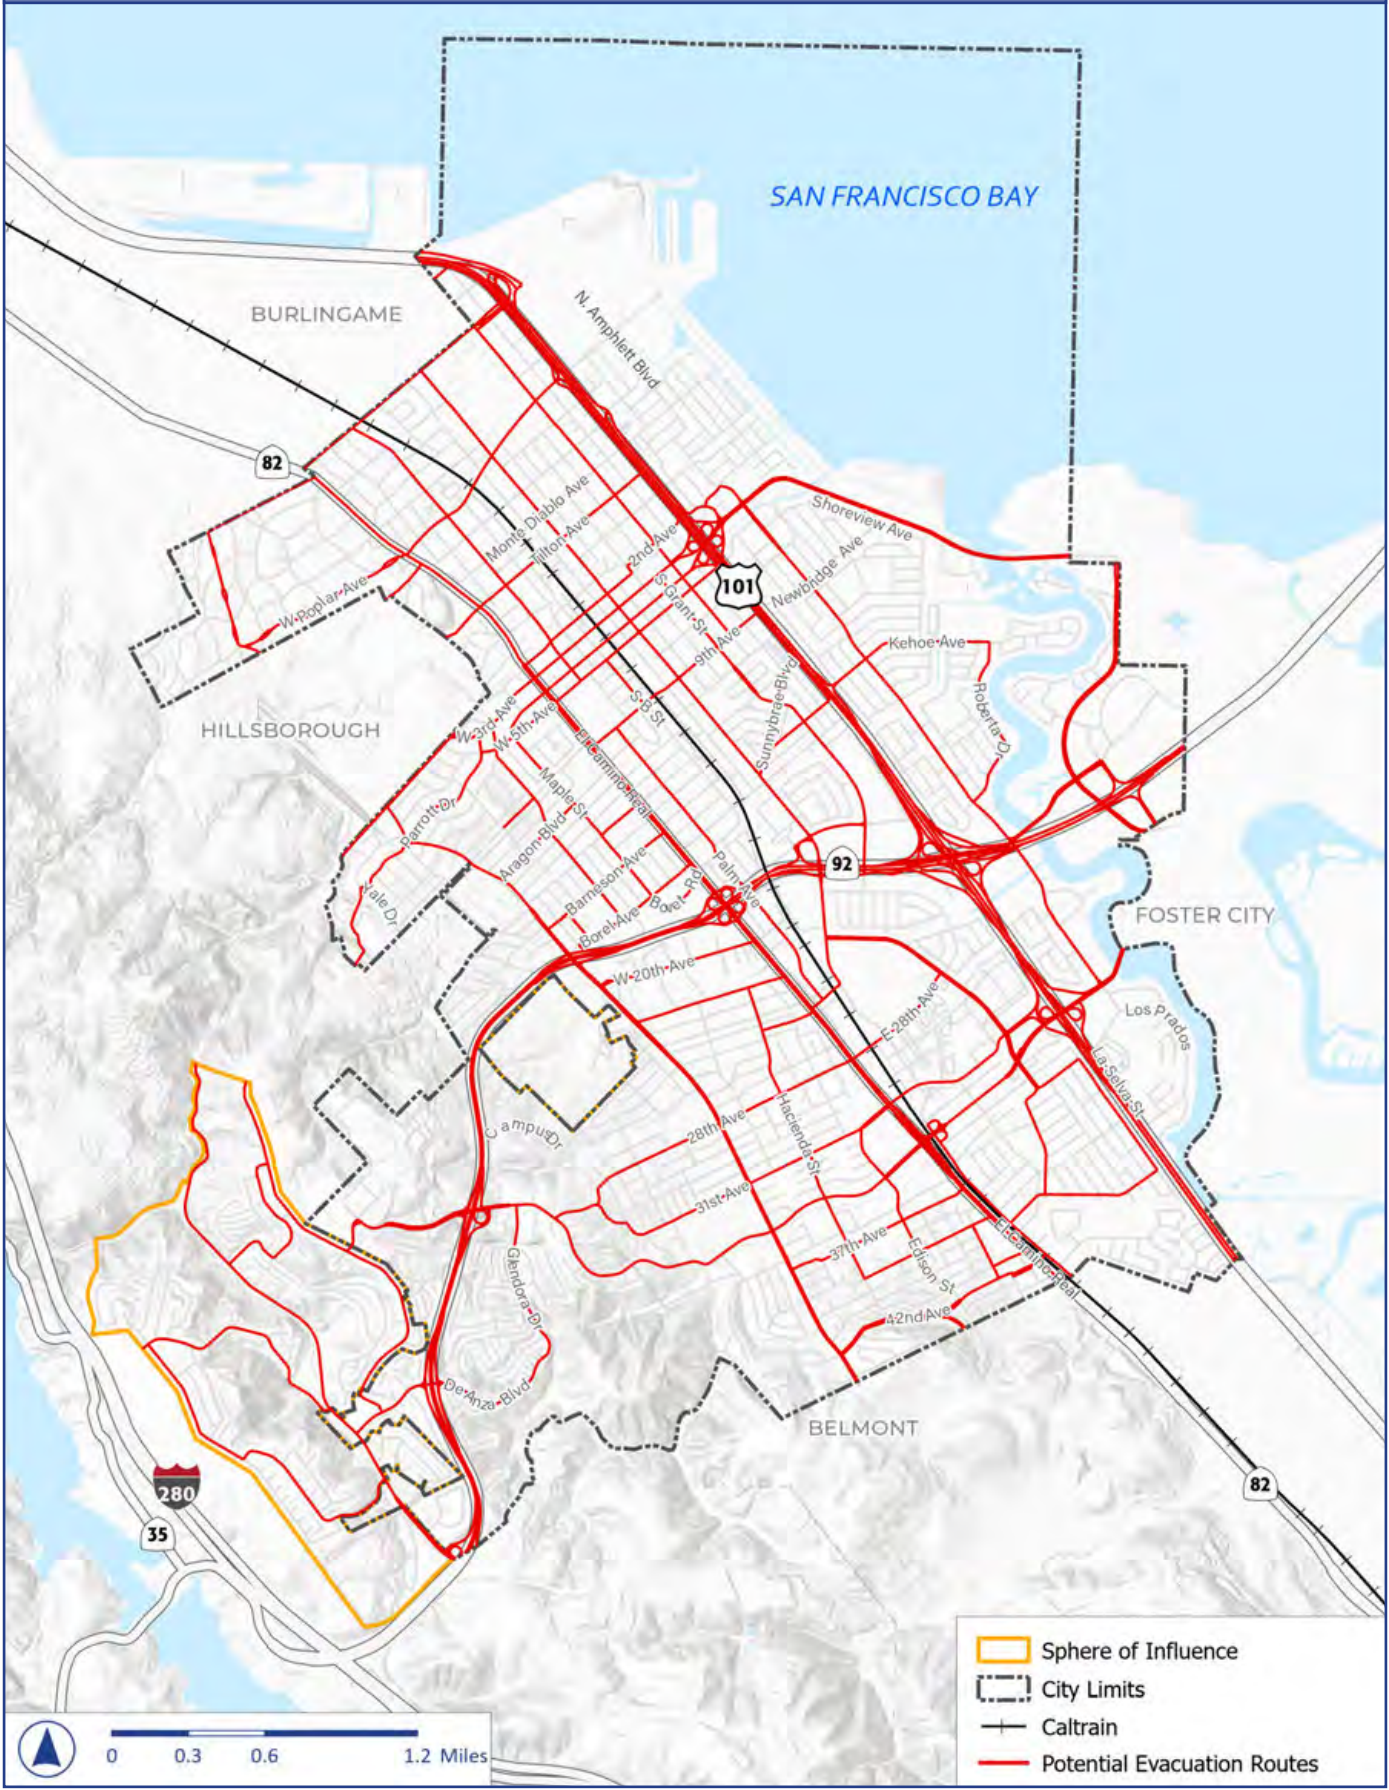 SAN FRANCISCO BAY
BURLINGAME
N. Amphlett Blvd
82
Monte Diablo Ave
Tilton Ave
2nd Ave
Shoreview Ave
101
Newbridge Ave
S Grant St
W Poplar Ave
9th Ave
Kehoe Ave
Sunnybrae Blvd
Roberta Dr
HILLSBOROUGH
W 3rd Ave
W 5th Ave
S B St
El Camino Real
Maple St
Parrott Dr
Aragon Blvd
Barneson Ave
Borel Rd
Palm Ave
92
Yale Dr
Borel Ave
FOSTER CITY
W 20th Ave
E 28th Ave
Los Prados
La Selva St
Campus Dr
28th Ave
Hacienda St
31st Ave
37th Ave
Edison St
El Camino Real
Glendora Dr
42nd Ave
De Anza Blvd
BELMONT
280
35
82
Sphere of Influence
City Limits
Caltrain
Potential Evacuation Routes
0 0.3 0.6 1.2 Miles